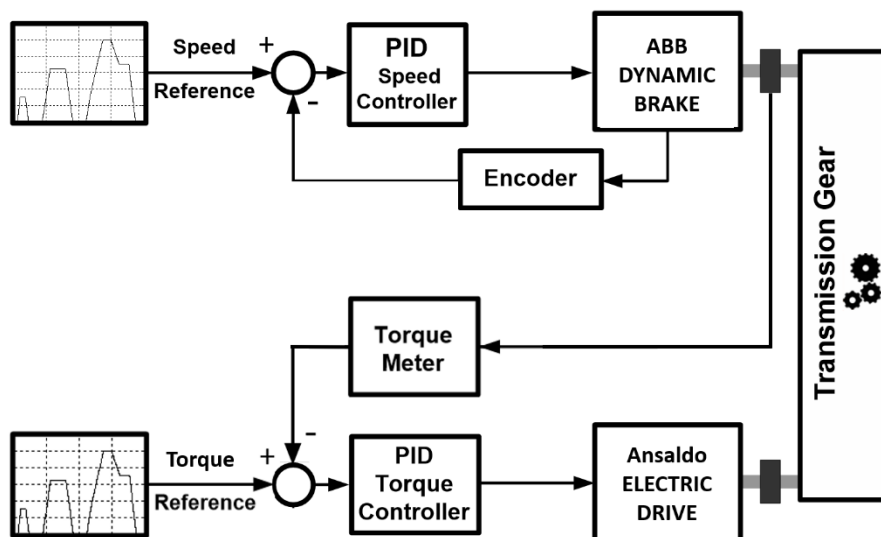 Speed
Reference
+
-
PID
Speed
Controller
ABB
DYNAMIC
BRAKE
Encoder
Transmission Gear
Torque
Meter
-
Torque
Reference
+
PID
Torque
Controller
Ansaldo
ELECTRIC
DRIVE